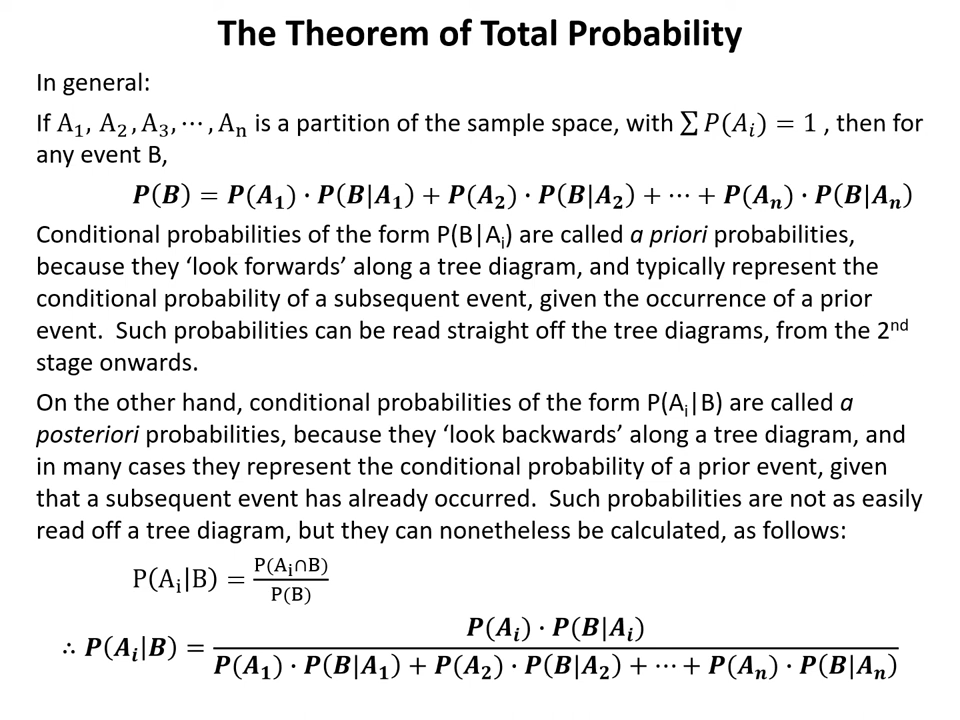 The Theorem of Total Probability
In general:
If A₁, A₂, A₃, ⋯, Aₙ is a partition of the sample space, with ∑ P(Aᵢ) = 1 , then for
any event B,
P(B) = P(A₁) · P(B|A₁) + P(A₂) · P(B|A₂) + ⋯ + P(Aₙ) · P(B|Aₙ)
Conditional probabilities of the form P(B|Aᵢ) are called a priori probabilities,
because they ‘look forwards’ along a tree diagram, and typically represent the
conditional probability of a subsequent event, given the occurrence of a prior
event. Such probabilities can be read straight off the tree diagrams, from the 2ⁿᵈ
stage onwards.
On the other hand, conditional probabilities of the form P(Aᵢ|B) are called a
posteriori probabilities, because they ‘look backwards’ along a tree diagram, and
in many cases they represent the conditional probability of a prior event, given
that a subsequent event has already occurred. Such probabilities are not as easily
read off a tree diagram, but they can nonetheless be calculated, as follows:
P(Aᵢ|B) = P(Aᵢ∩B) / P(B)
∴ P(Aᵢ|B) = P(Aᵢ) · P(B|Aᵢ) / P(A₁) · P(B|A₁) + P(A₂) · P(B|A₂) + ⋯ + P(Aₙ) · P(B|Aₙ)